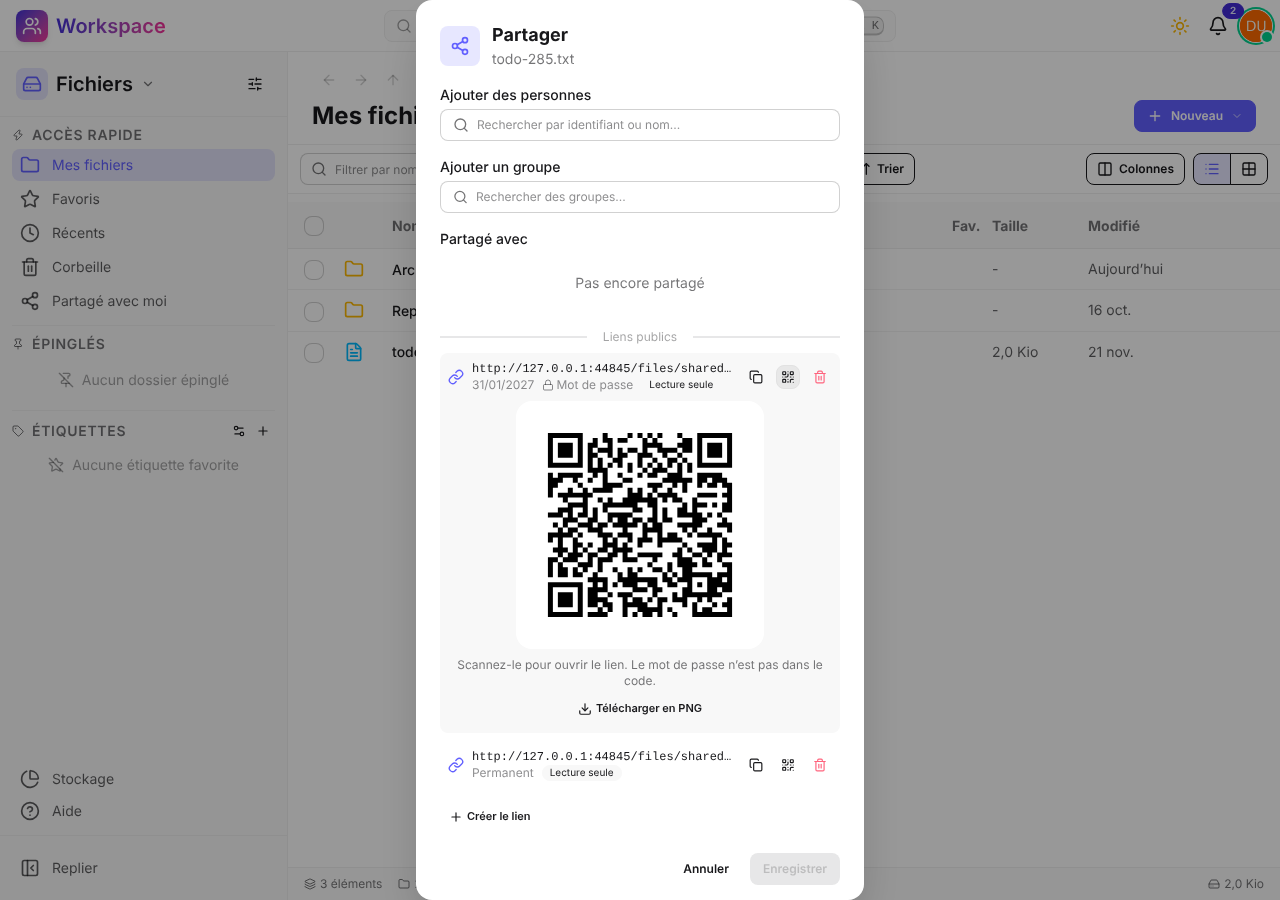 Workspace
K
2
DU
Fichiers
ACCÈS RAPIDE
Mes fichiers
Favoris
Récents
Corbeille
Partagé avec moi
ÉPINGLÉS
Aucun dossier épinglé
ÉTIQUETTES
Aucune étiquette favorite
Stockage
Aide
Replier
Mes fichi
Nouveau
Filtrer par nom
Trier
Colonnes
Nom
Fav.
Taille
Modifié
Arc
-
Aujourd'hui
Rep
-
16 oct.
todo
2,0 Kio
21 nov.
3 éléments
2,0 Kio
Partager
todo-285.txt
Ajouter des personnes
Rechercher par identifiant ou nom...
Ajouter un groupe
Rechercher des groupes...
Partagé avec
Pas encore partagé
Liens publics
http://127.0.0.1:44845/files/shared…
31/01/2027 Mot de passe Lecture seule
Scannez-le pour ouvrir le lien. Le mot de passe n’est pas dans le
code.
Télécharger en PNG
http://127.0.0.1:44845/files/shared…
Permanent Lecture seule
Créer le lien
Annuler
Enregistrer